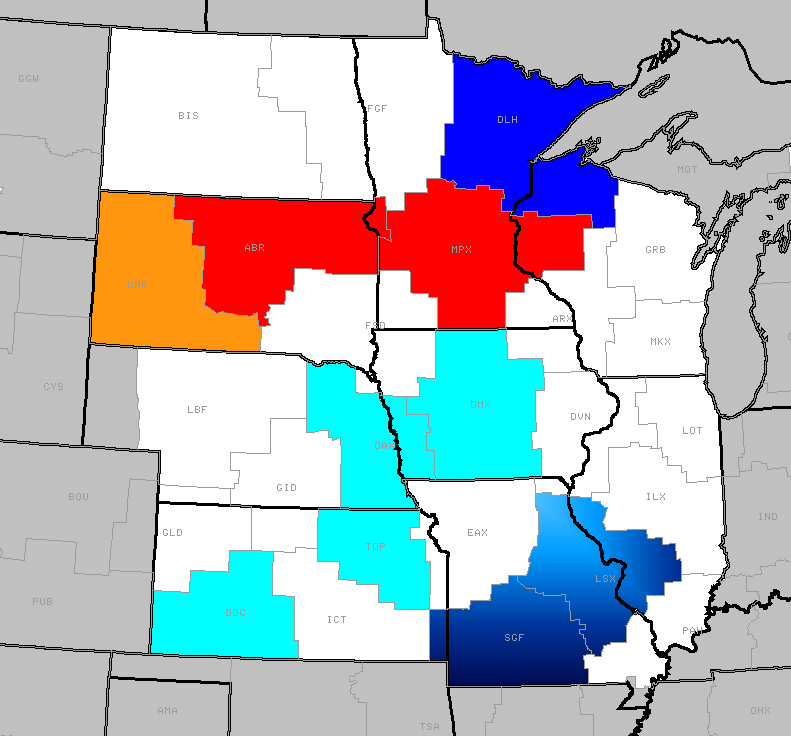 GGW
BIS
FGF
DLH
MQT
ABR
MPX
GRB
UNR
FSD
ARX
MKX
CYS
LBF
DMX
DVN
LOT
OAX
GID
BOU
ILX
GLD
EAX
IND
TOP
LSX
PUB
DDC
ICT
SGF
PAH
AMA
TSA
OHX